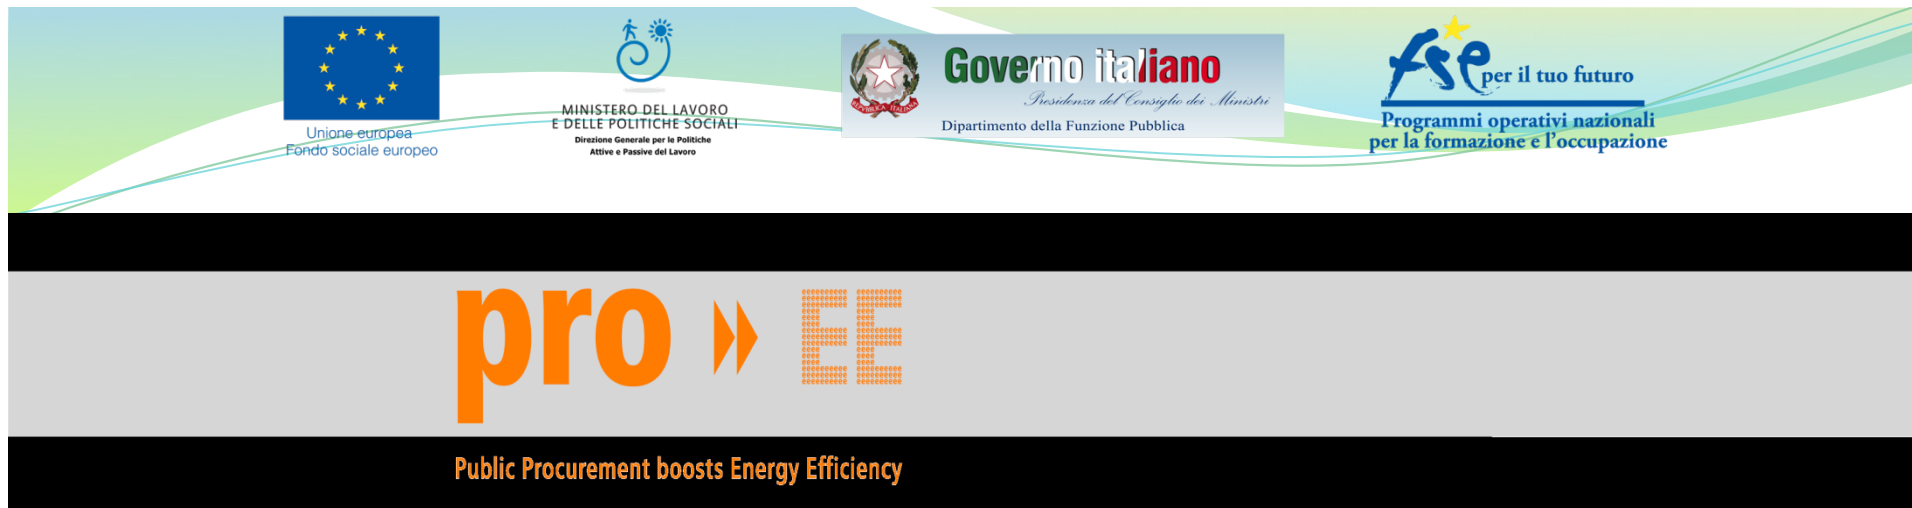 Unione europea
Fondo sociale europeo
MINISTERO DEL LAVORO
E DELLE POLITICHE SOCIALI
Direzione Generale per le Politiche
Attive e Passive del Lavoro
REPVBBLICA ITALIANA
Governo italiano
Presidenza del Consiglio dei Ministri
Dipartimento della Funzione Pubblica
fse per il tuo futuro
Programmi operativi nazionali
per la formazione e l'occupazione
pro EE
Public Procurement boosts Energy Efficiency